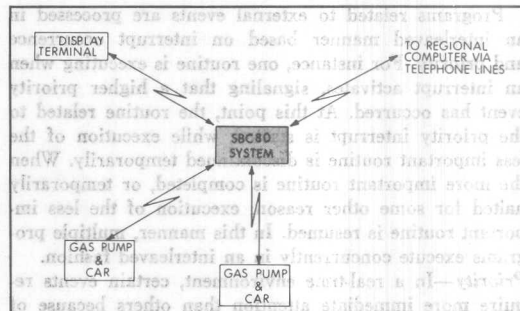 DISPLAY
TERMINAL
TO REGIONAL
COMPUTER VIA
TELEPHONE LINES
SBC80
SYSTEM
GAS PUMP
&
CAR
GAS PUMP
&
CAR
Programs related to external events are processed in
an interleaved manner based on interrupt
For instance, one routine is executing when
an interrupt activates signaling that a higher priority
event has occurred. At this point, the routine related to
the priority interrupt is while execution of the
less important routine is temporarily. When
the more important routine is completed, or temporarily
halted for some other reason, execution of the less im-
portant routine is resumed. In this manner, multiple pro-
grams execute concurrently in an interleaved fashion.
Priority—In a real-time environment, certain events re-
quire more immediate attention than others because of